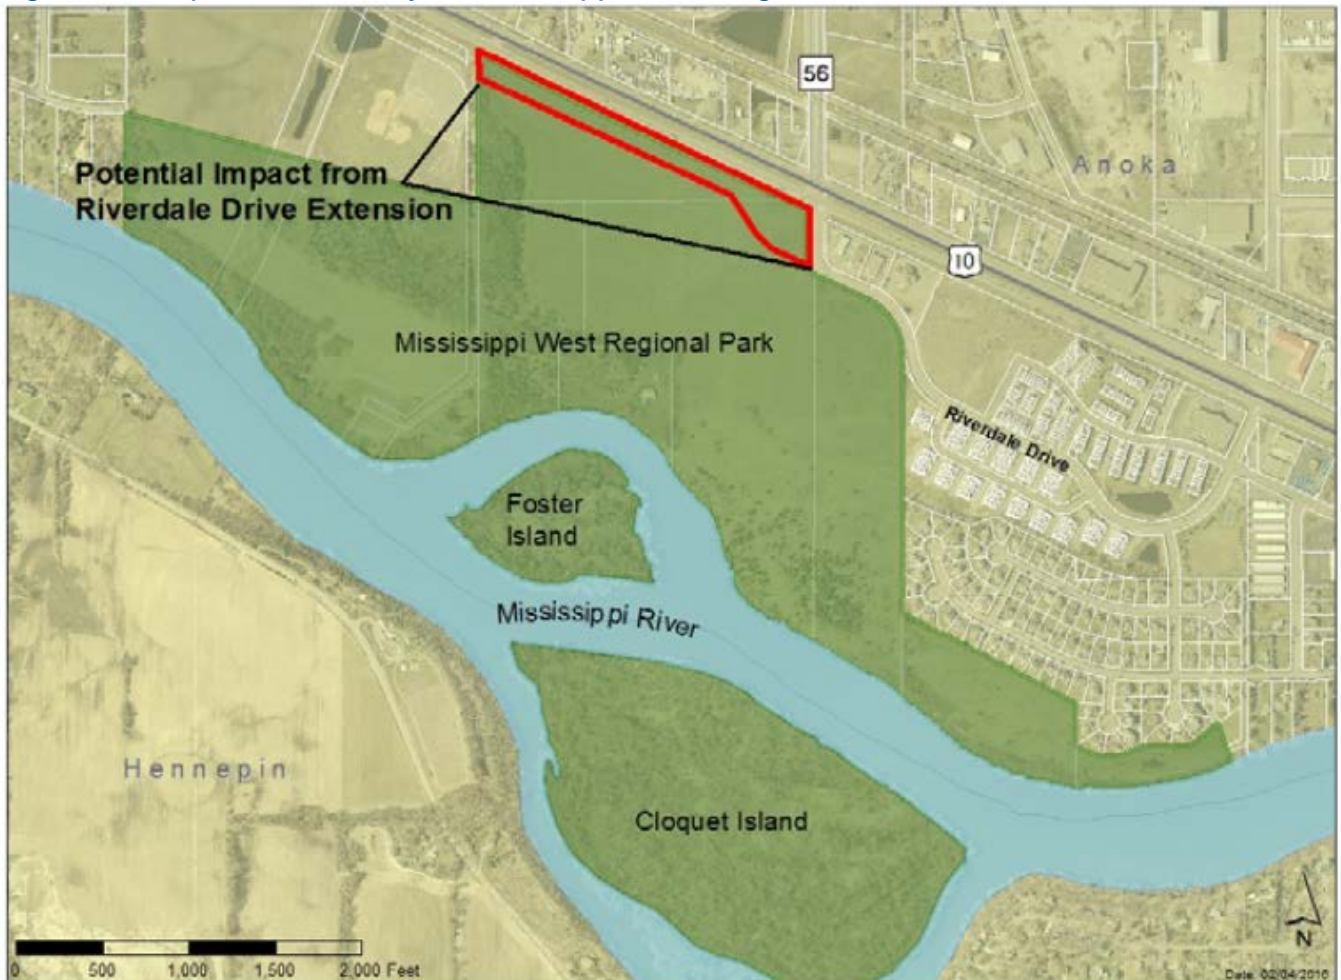 56
Anoka
Potential Impact from
Riverdale Drive Extension
10
Mississippi West Regional Park
Riverdale Drive
Foster
Island
Mississippi River
Hennepin
Cloquet Island
N
0 500 1,000 1,500 2,000 Feet
Date: 02/04/2016